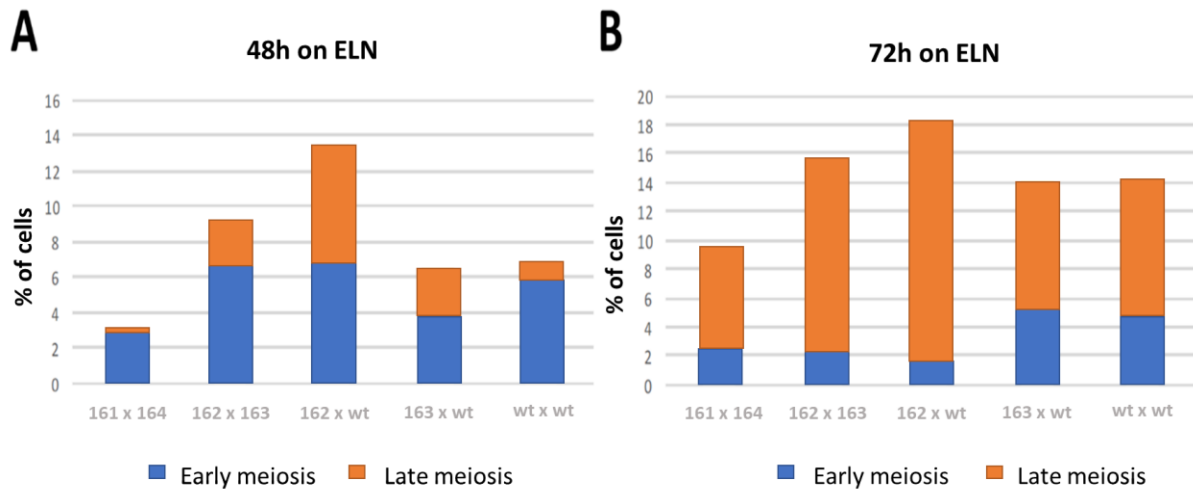 A
48h on ELN
% of cells
16
14
12
10
8
6
4
2
0
161 x 164 162 x 163 162 x wt 163 x wt wt x wt
Early meiosis Late meiosis
B
72h on ELN
% of cells
20
18
16
14
12
10
8
6
4
2
0
161 x 164 162 x 163 162 x wt 163 x wt wt x wt
Early meiosis Late meiosis